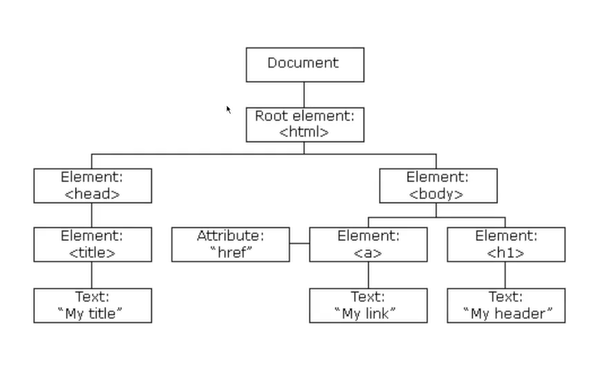 Document
Root element:
<html>
Element:
<head>
Element:
<body>
Element:
<title>
Attribute:
“href”
Element:
<a>
Element:
<h1>
Text:
“My title”
Text:
“My link”
Text:
“My header”